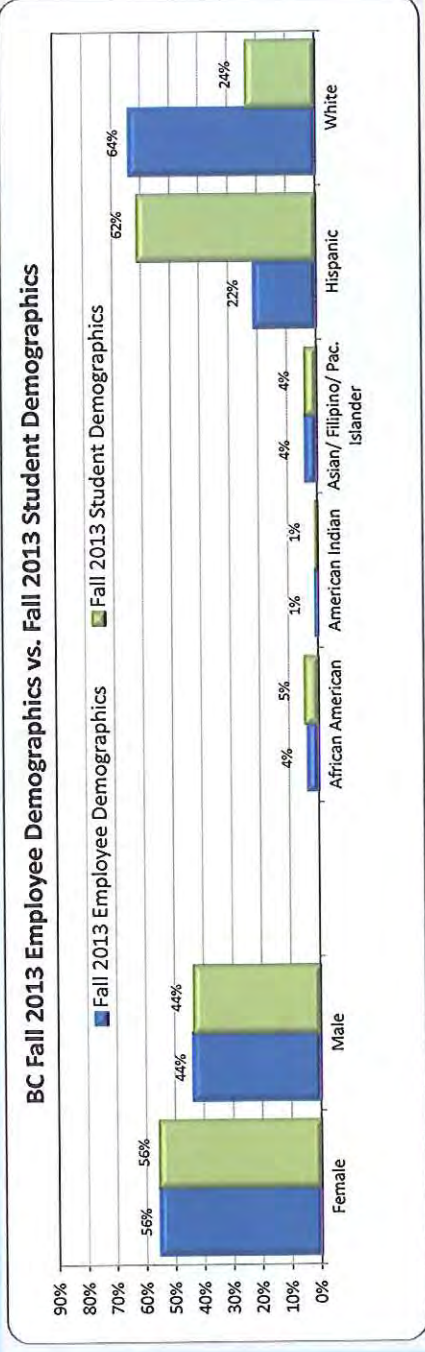 BC Fall 2013 Employee Demographics vs. Fall 2013 Student Demographics
Fall 2013 Employee Demographics
Fall 2013 Student Demographics
90%
80%
70%
60%
50%
40%
30%
20%
10%
0%
56%
56%
44%
44%
4%
5%
1%
1%
4%
4%
22%
62%
64%
24%
Female
Male
African American
American Indian
Asian/ Filipino/ Pac.
Islander
Hispanic
White